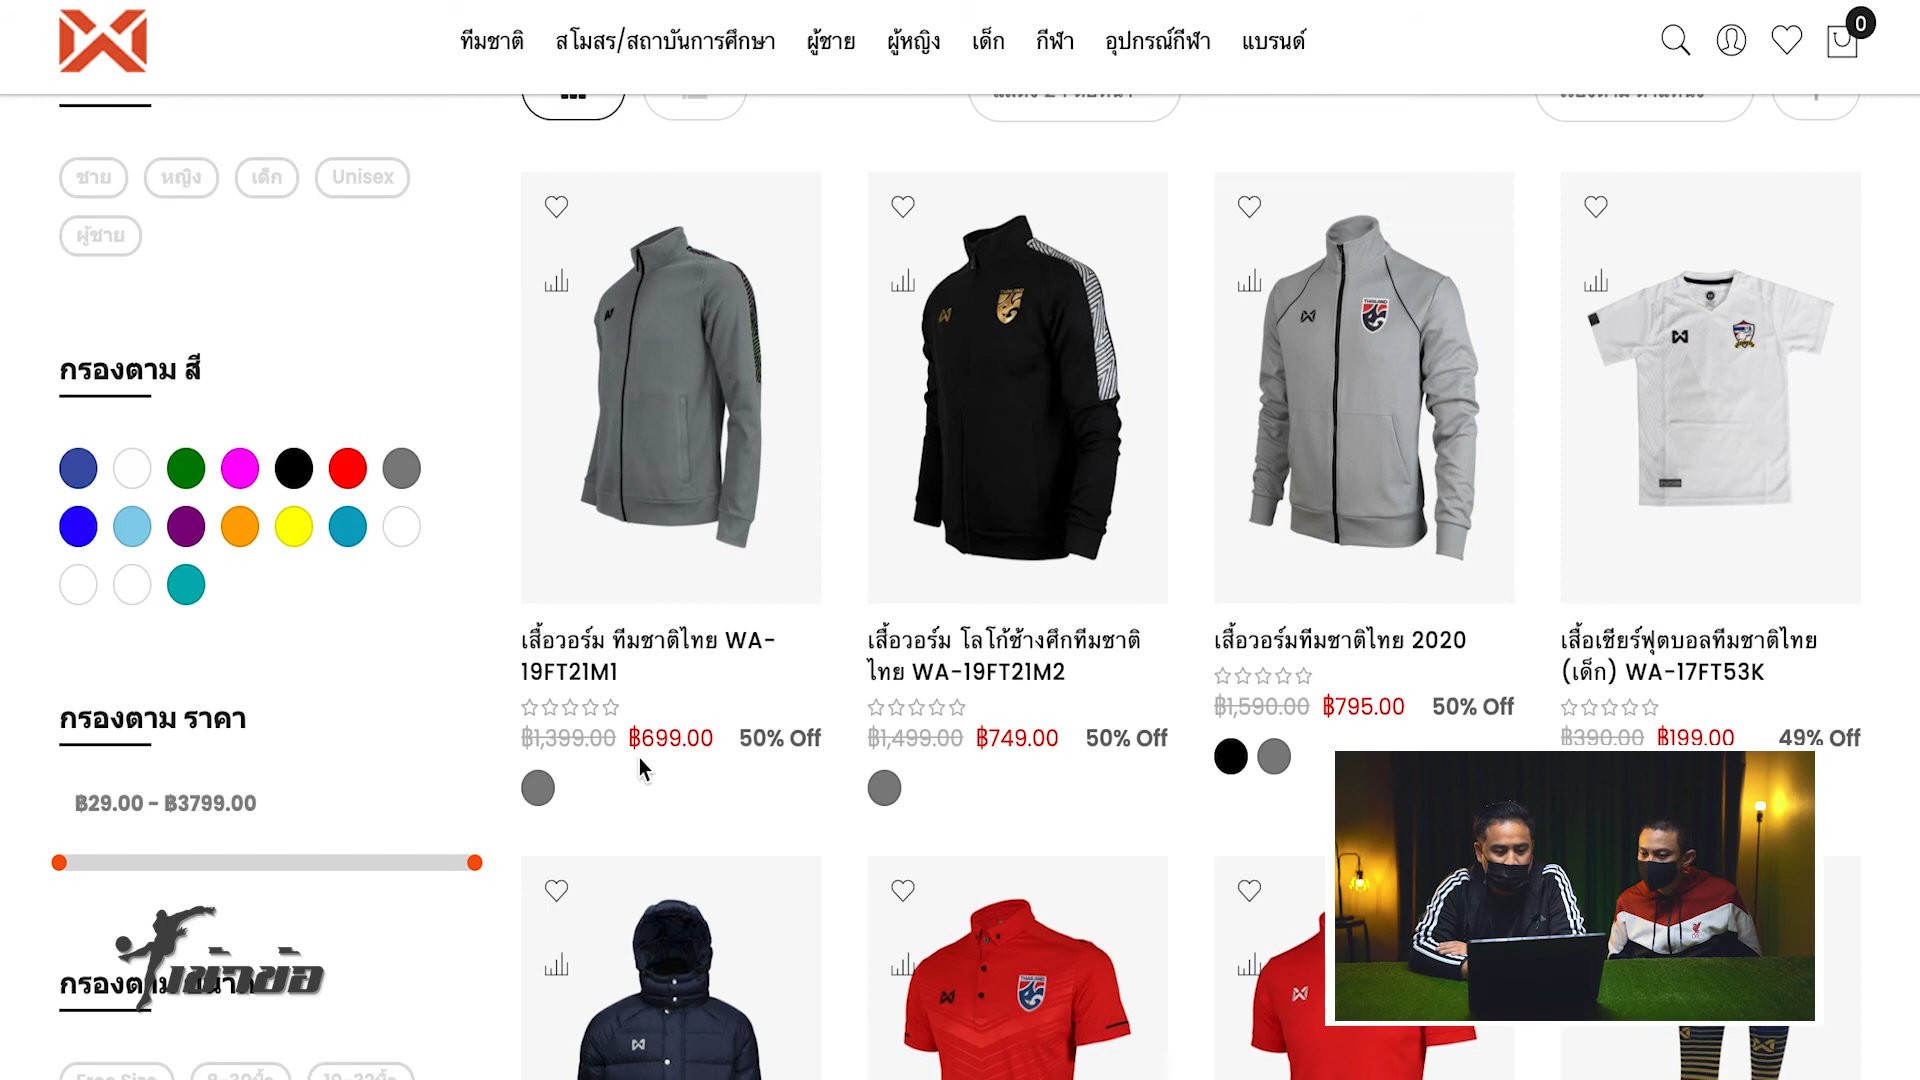 ทีมชาติ สโมสร/สถาบันการศึกษา ผู้ชาย ผู้หญิง เด็ก กีฬา อุปกรณ์กีฬา แบรนด์
0
ชาย หญิง เด็ก Unisex
ผู้ชาย
กรองตาม สี
กรองตาม ราคา
฿29.00 - ฿3799.00
เข้าข้อ
THAILAND
THAILAND
เสื้อวอร์ม ทีมชาติไทย WA-
19FT21M1
฿1,399.00 ฿699.00 50% Off
เสื้อวอร์ม โลโก้ช้างศึกทีมชาติ
ไทย WA-19FT21M2
฿1,499.00 ฿749.00 50% Off
เสื้อวอร์มทีมชาติไทย 2020
฿1,590.00 ฿795.00 50% Off
เสื้อเชียร์ฟุตบอลทีมชาติไทย
(เด็ก) WA-17FT53K
฿390.00 ฿199.00 49% Off
THAILAND